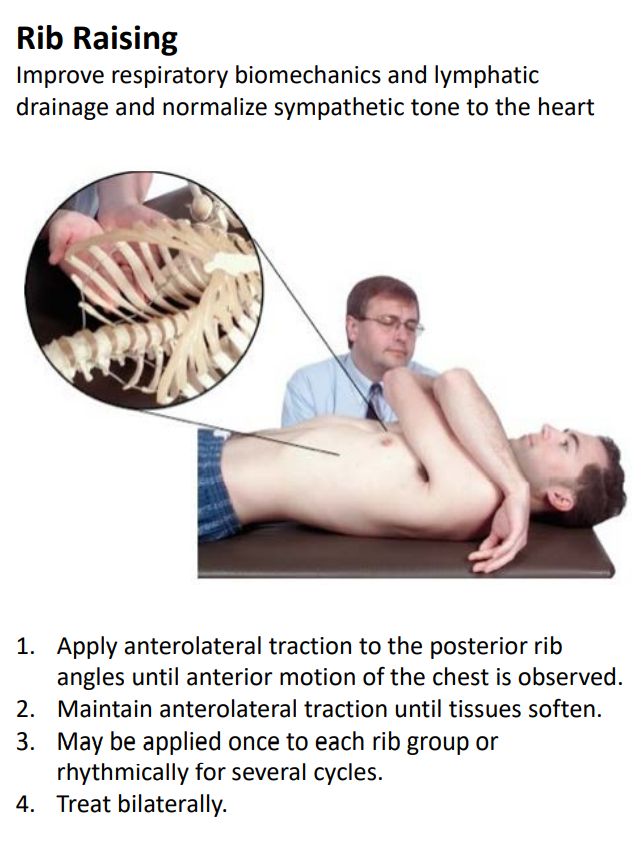 Rib Raising
Improve respiratory biomechanics and lymphatic
drainage and normalize sympathetic tone to the heart
1. Apply anterolateral traction to the posterior rib
angles until anterior motion of the chest is observed.
2. Maintain anterolateral traction until tissues soften.
3. May be applied once to each rib group or
rhythmically for several cycles.
4. Treat bilaterally.